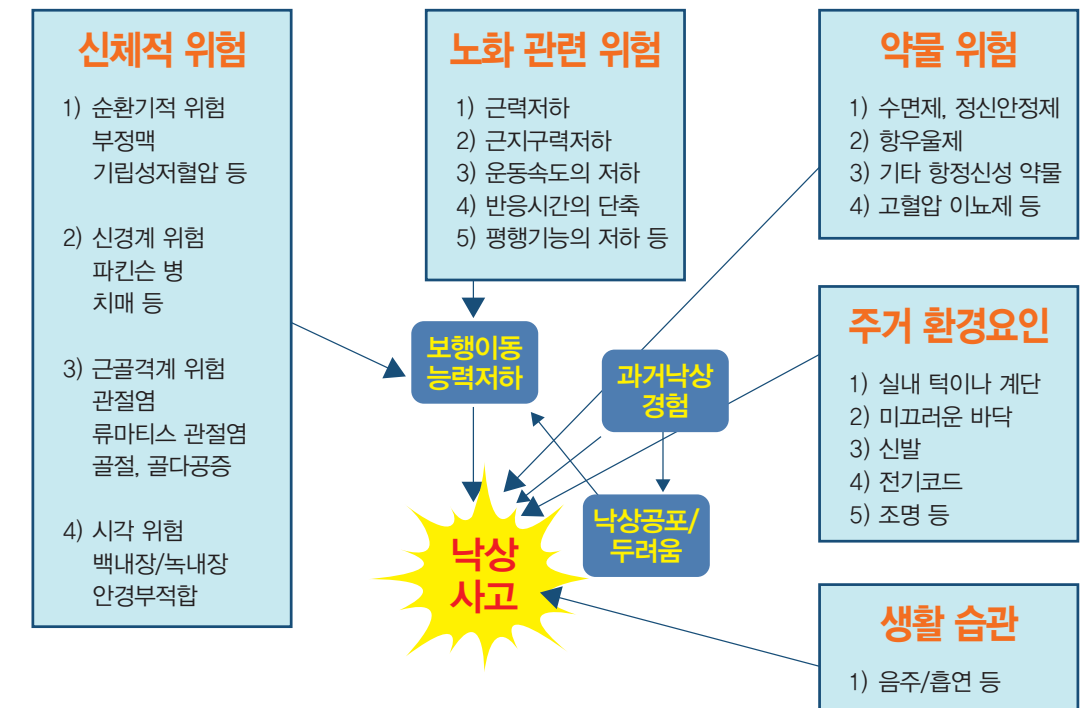 신체적 위험
1) 순환기적 위험
부정맥
기립성저혈압 등
2) 신경계 위험
파킨슨 병
치매 등
3) 근골격계 위험
관절염
류마티스 관절염
골절, 골다공증
4) 시각 위험
백내장/녹내장
안경부적합
노화 관련 위험
1) 근력저하
2) 근지구력저하
3) 운동속도의 저하
4) 반응시간의 단축
5) 평행기능의 저하 등
보행이동
능력저하
과거낙상
경험
낙상공포/
두려움
낙상
사고
약물 위험
1) 수면제, 정신안정제
2) 항우울제
3) 기타 항정신성 약물
4) 고혈압 이뇨제 등
주거 환경요인
1) 실내 턱이나 계단
2) 미끄러운 바닥
3) 신발
4) 전기코드
5) 조명 등
생활 습관
1) 음주/흡연 등